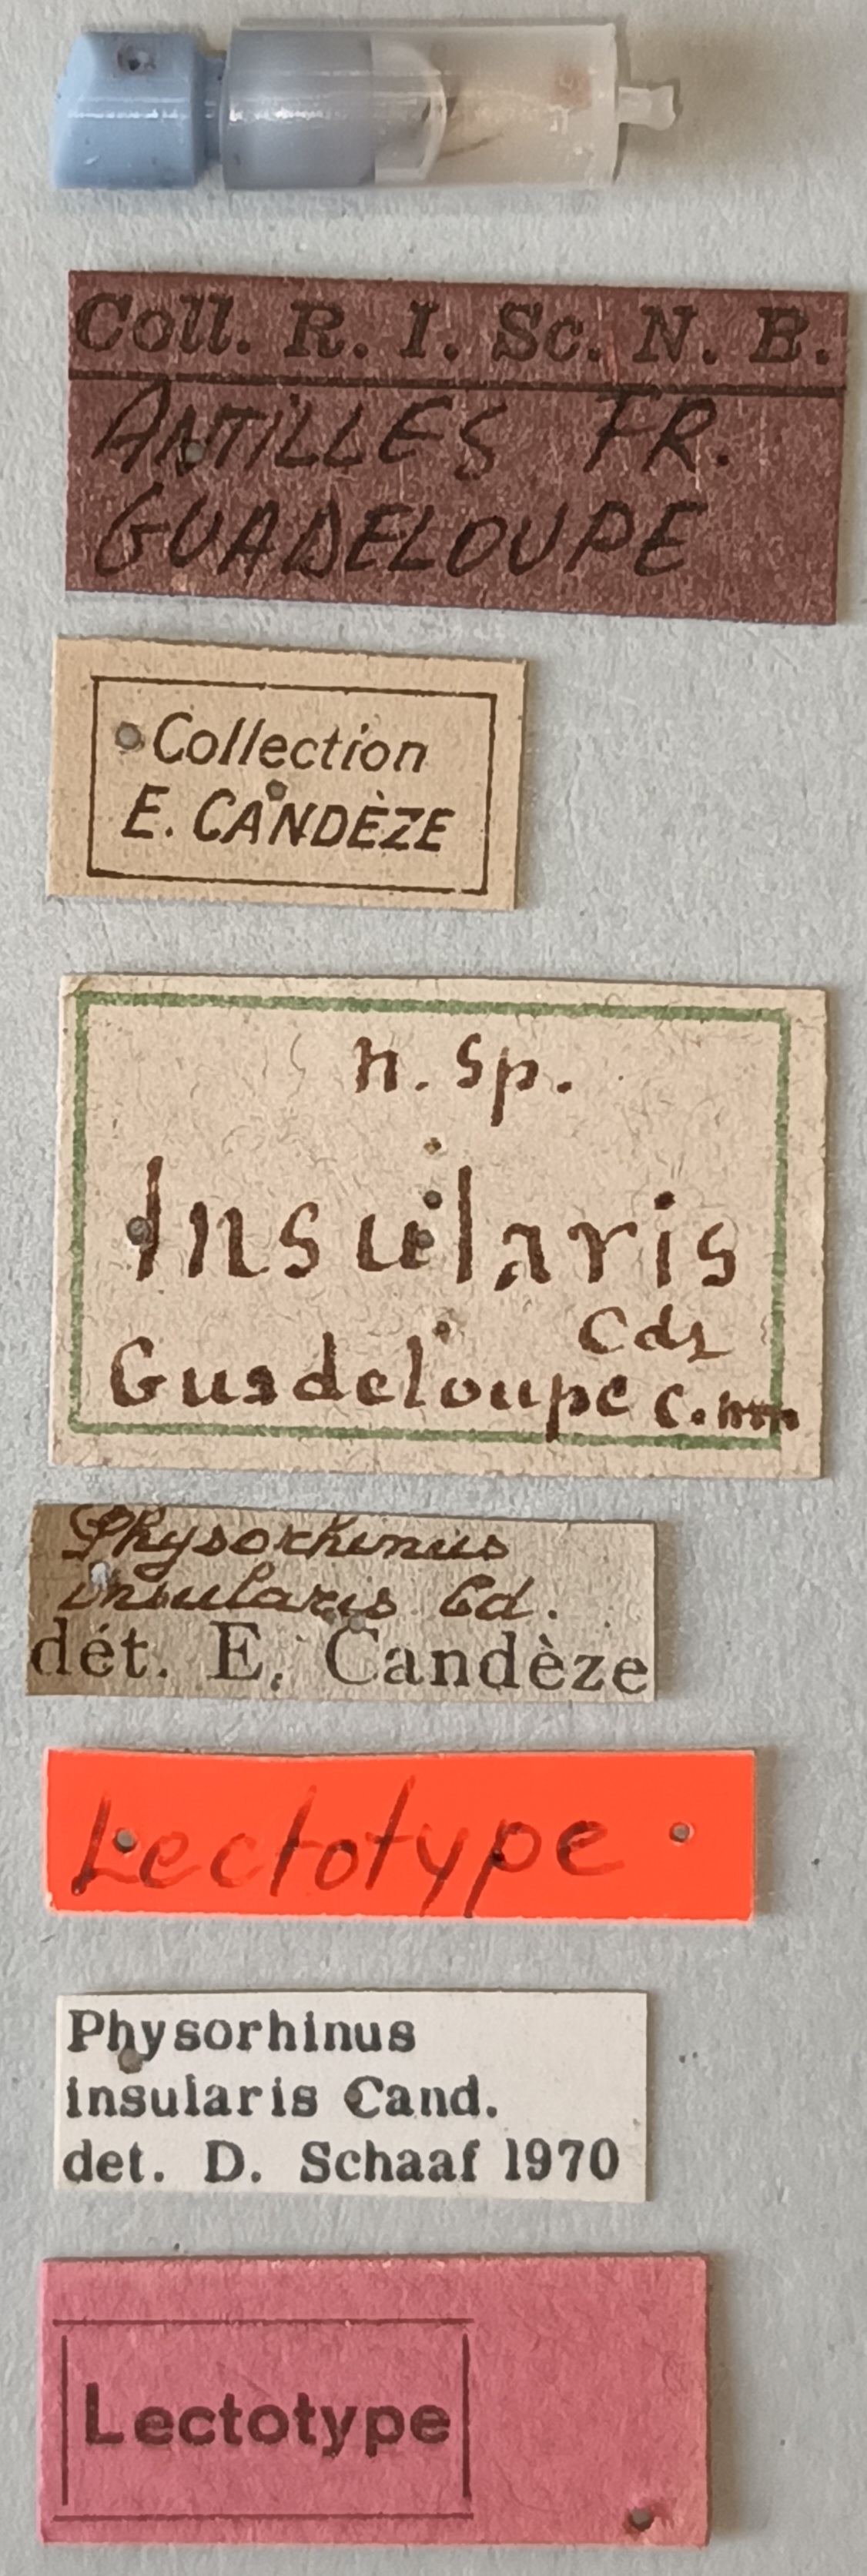 Coll. R. I. Sc. N. B.
ANTILLES FR.
GUADELOUPE
Collection
E. CANDÈZE
n. sp.
Insularis
Cdz
Guadeloupe
Physorhinus
insularis Cd.
dét. E. Candèze
Lectotype
Physorhinus
insularis Cand.
det. D. Schaaf 1970
Lectotype